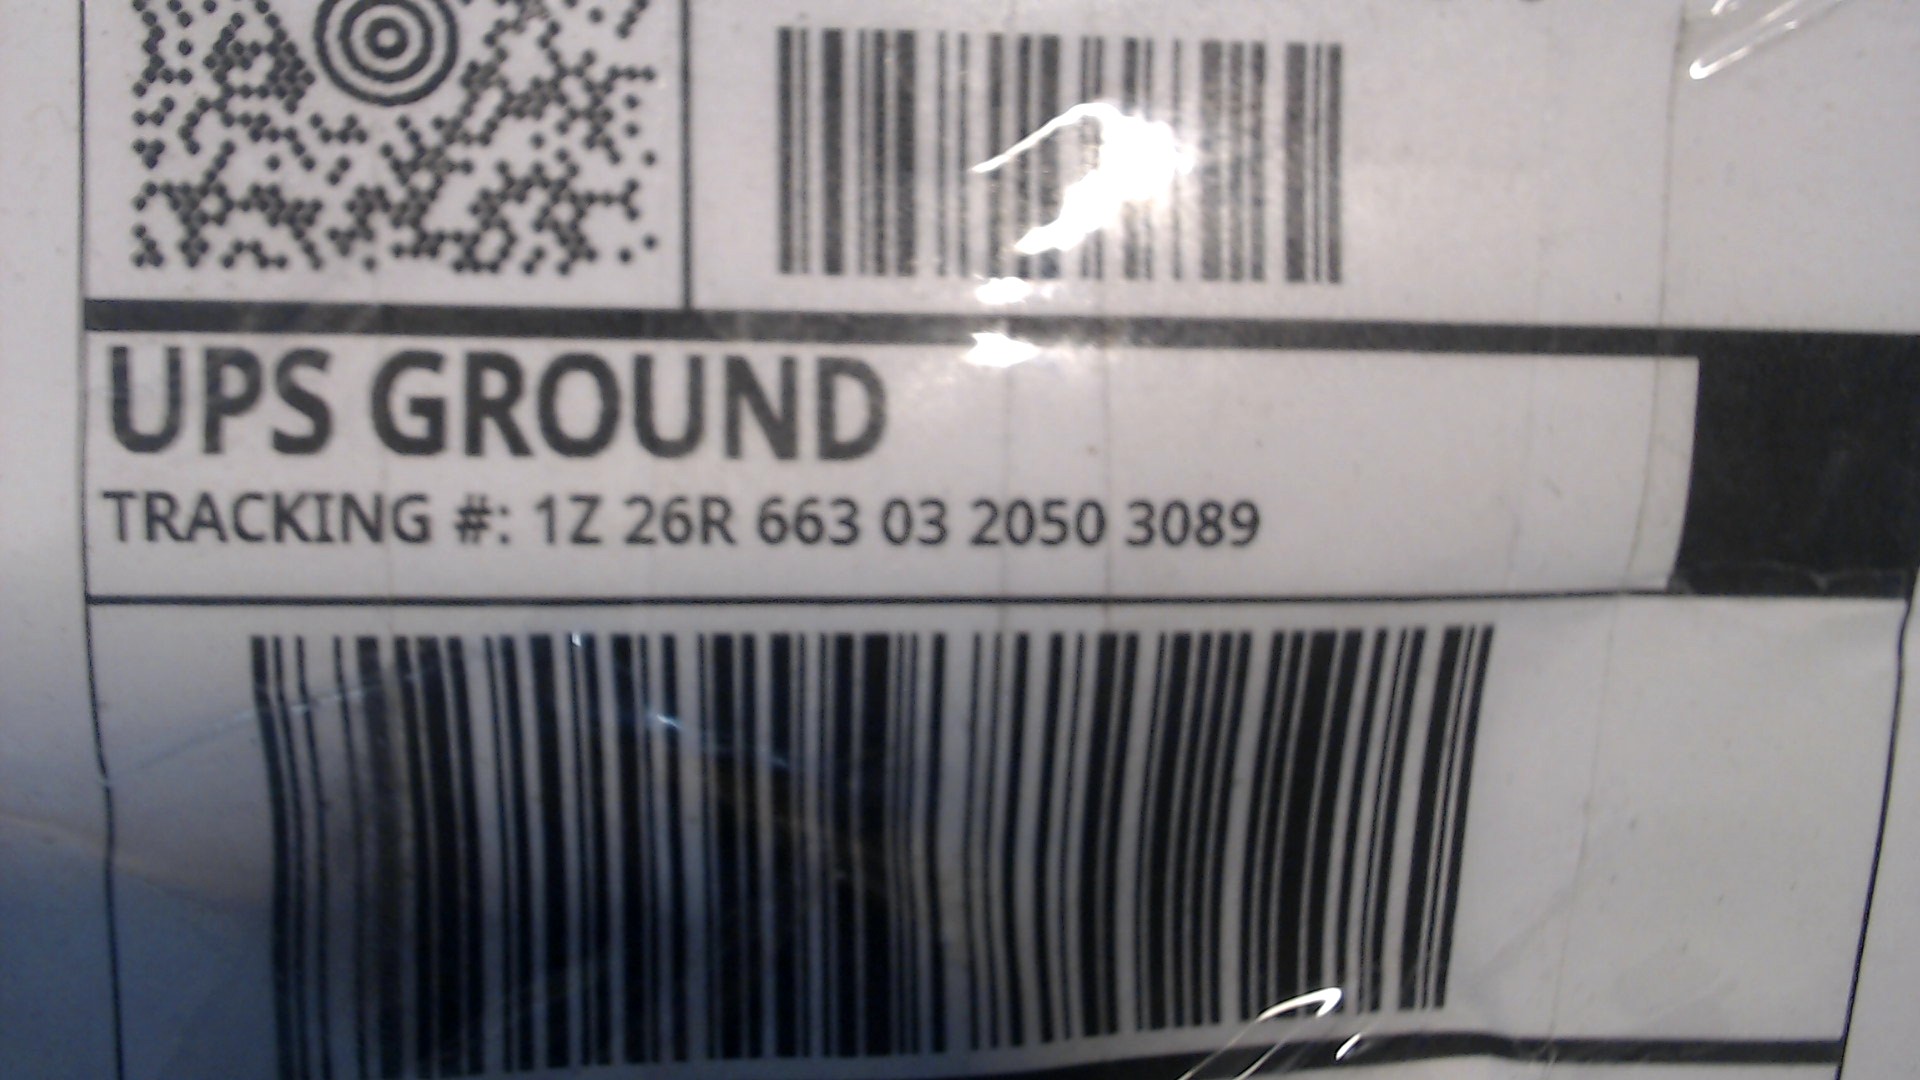 UPS GROUND
TRACKING #: 1Z 26R 663 03 2050 3089